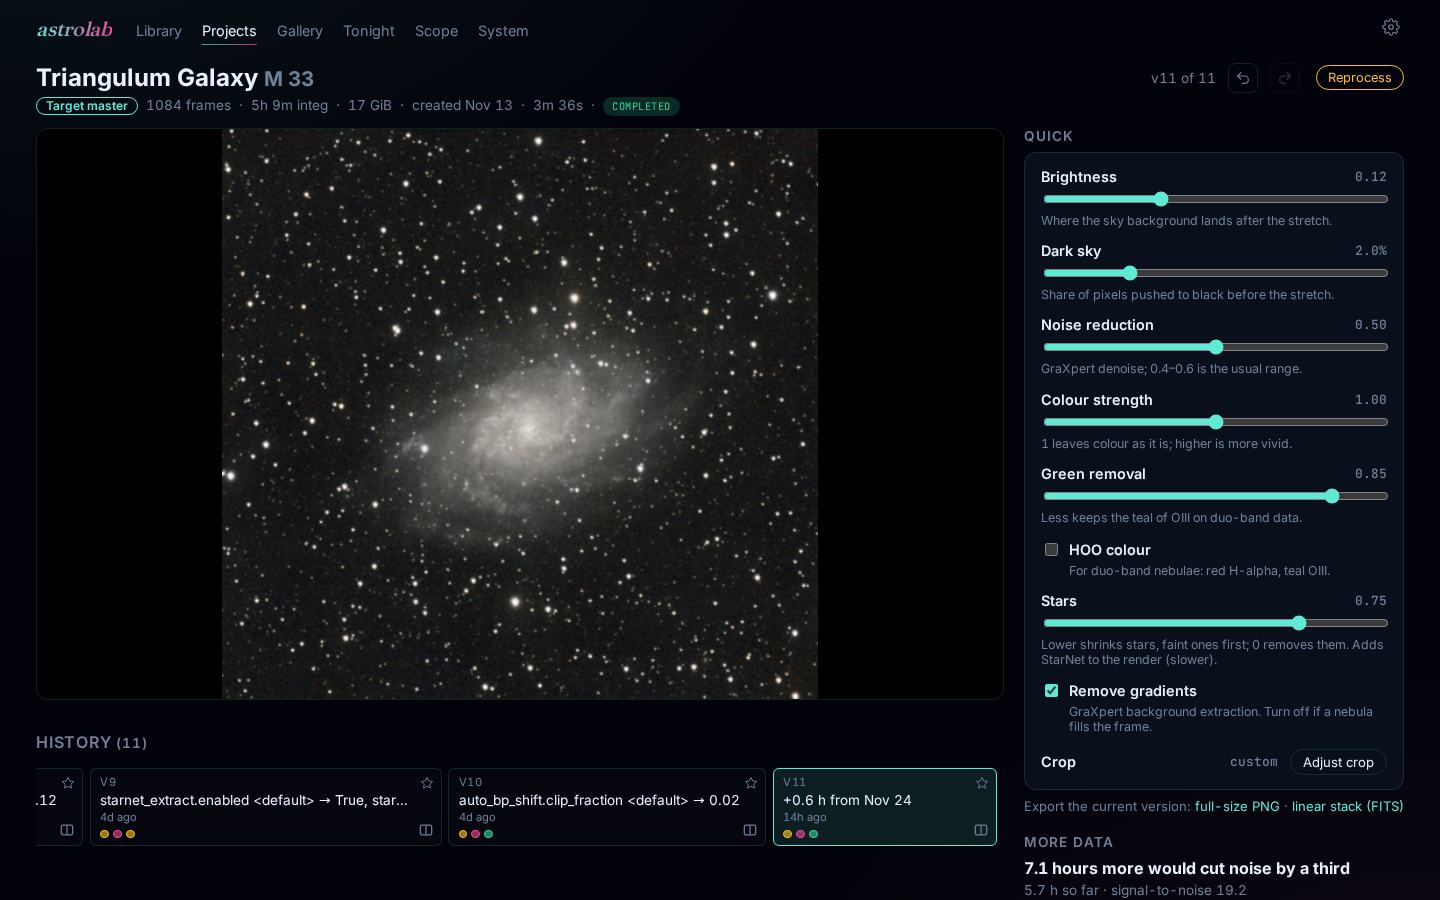 astrolab Library Projects Gallery Tonight Scope System
Triangulum Galaxy M 33
v11 of 11 Reprocess
Target master 1084 frames · 5h 9m integ · 17 GiB · created Nov 13 · 3m 36s · COMPLETED
QUICK
Brightness 0.12
Where the sky background lands after the stretch.
Dark sky 2.0%
Share of pixels pushed to black before the stretch.
Noise reduction 0.50
GraXpert denoise; 0.4–0.6 is the usual range.
Colour strength 1.00
1 leaves colour as it is; higher is more vivid.
Green removal 0.85
Less keeps the teal of OIII on duo-band data.
HOO colour
For duo-band nebulae: red H-alpha, teal OIII.
Stars 0.75
Lower shrinks stars, faint ones first; 0 removes them. Adds
StarNet to the render (slower).
Remove gradients
GraXpert background extraction. Turn off if a nebula
fills the frame.
Crop custom Adjust crop
Export the current version: full-size PNG · linear stack (FITS)
MORE DATA
7.1 hours more would cut noise by a third
5.7 h so far · signal-to-noise 19.2
HISTORY (11)
.12
V9
starnet_extract.enabled <default> → True, star...
4d ago
V10
auto_bp_shift.clip_fraction <default> → 0.02
4d ago
V11
+0.6 h from Nov 24
14h ago